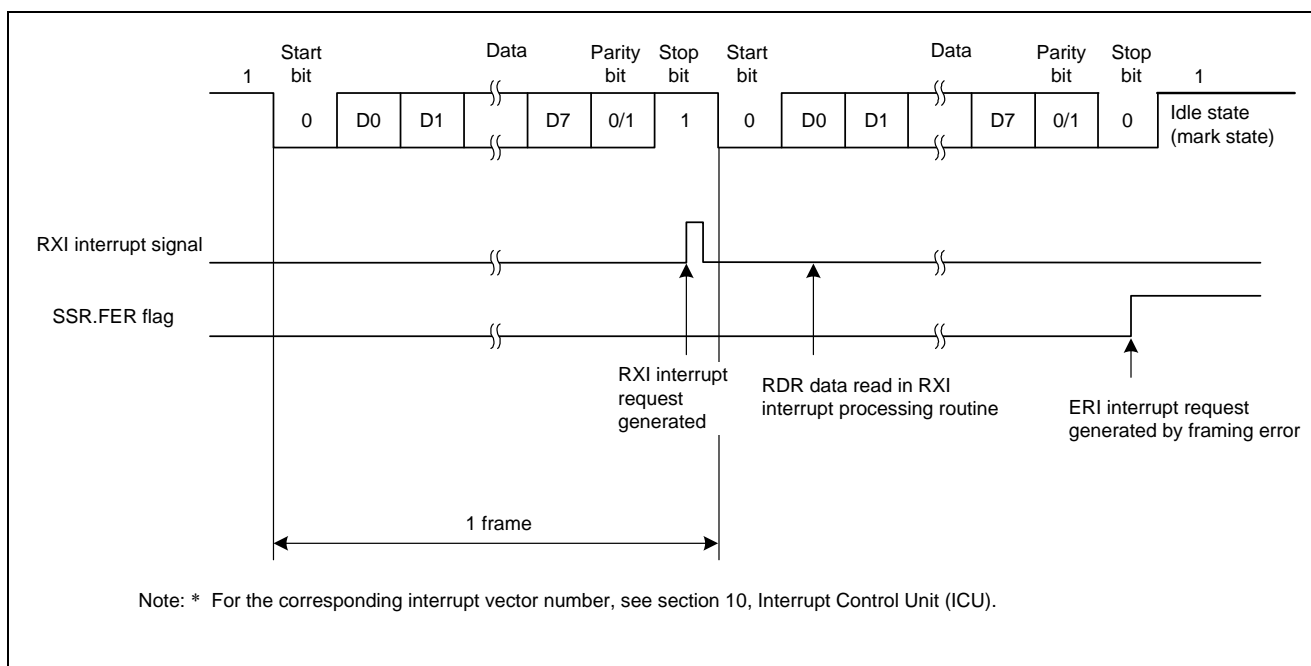 Start bit Data Parity bit Stop bit Start bit Data Parity bit Stop bit
1 1
0 D0 D1 D7 0/1 1 0 D0 D1 D7 0/1 0 Idle state (mark state)
RXI interrupt signal
SSR.FER flag
RXI interrupt
request
generated
RDR data read in RXI
interrupt processing routine
ERI interrupt request
generated by framing error
1 frame
Note: * For the corresponding interrupt vector number, see section 10, Interrupt Control Unit (ICU).